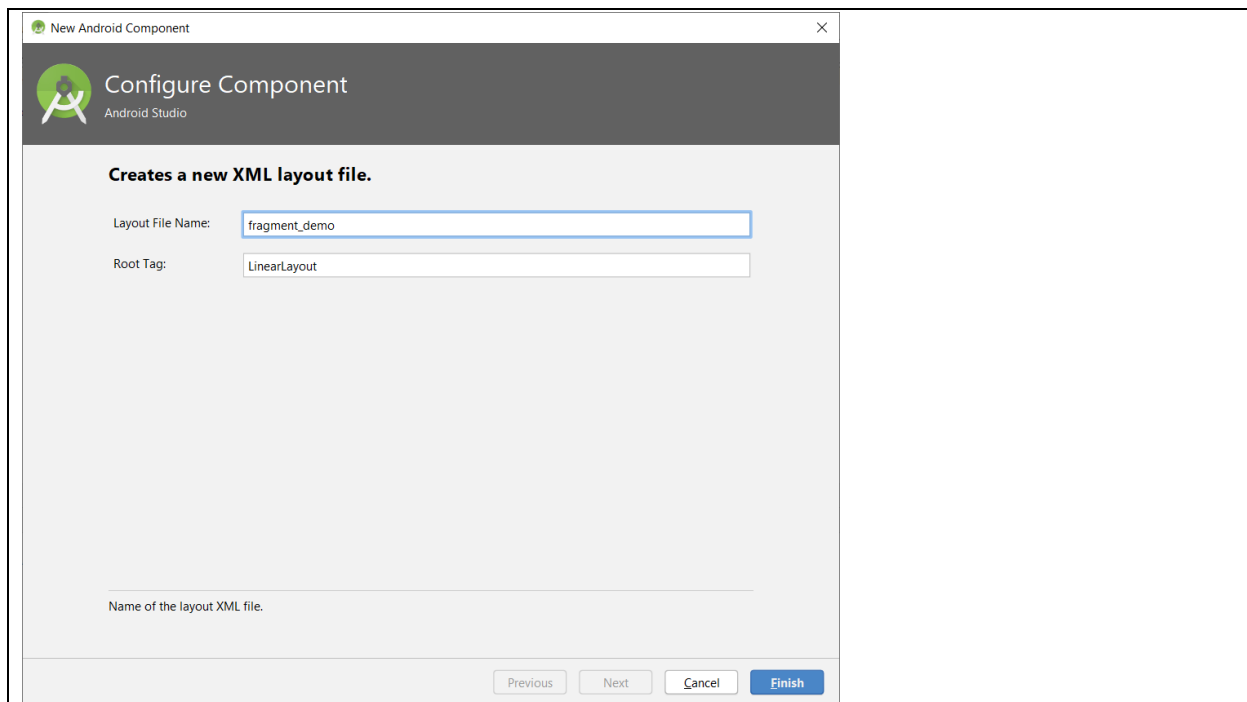 New Android Component
Configure Component
Android Studio
Creates a new XML layout file.
Layout File Name: fragment_demo
Root Tag: LinearLayout
Name of the layout XML file.
Previous Next Cancel Finish